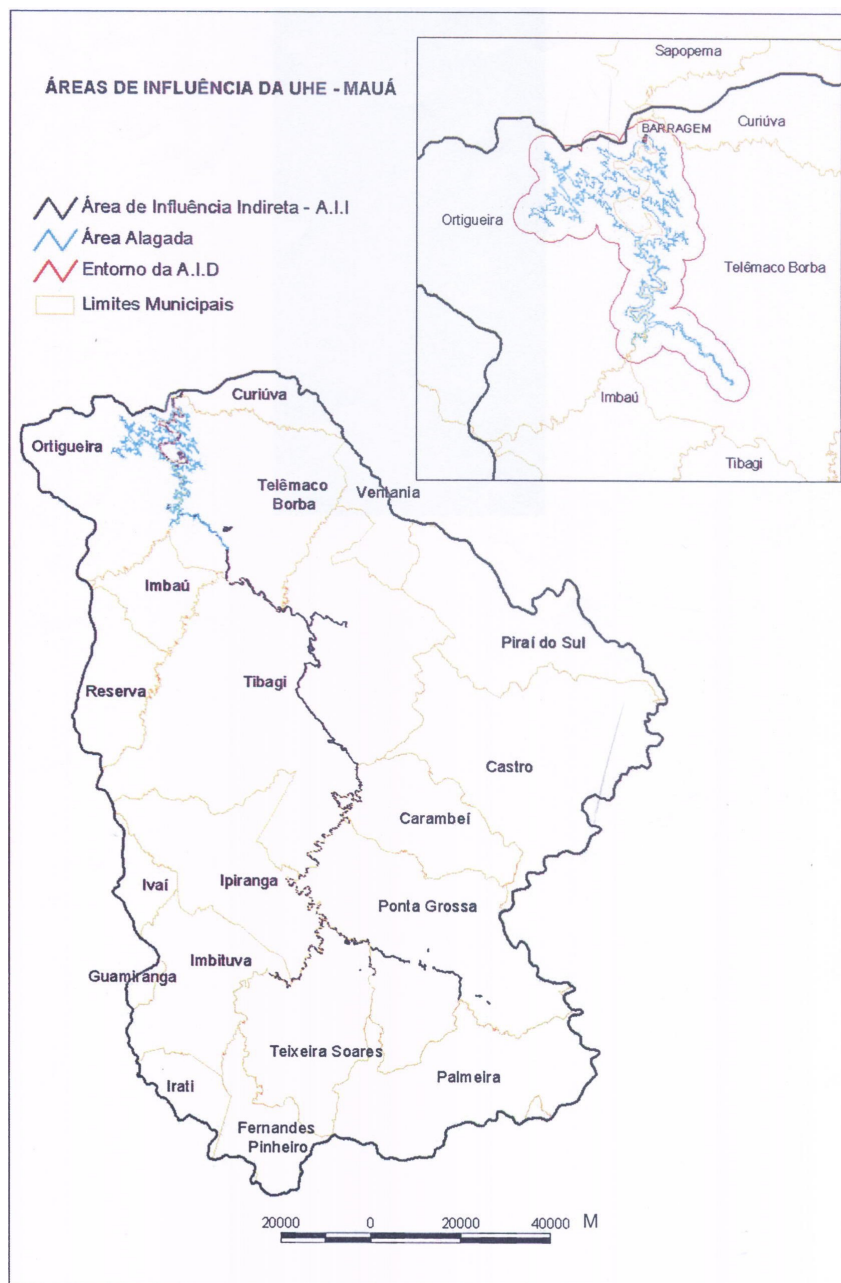 ÁREAS DE INFLUÊNCIA DA UHE - MAUÁ
Área de Influência Indireta - A.I.I
Área Alagada
Entorno da A.I.D
Limites Municipais
Sapopema
Curiúva
BARRAGEM
Ortigueira
Telêmaco Borba
Imbaú
Tibagi
Curiúva
Ortigueira
Telêmaco
Borba
Ventania
Imbaú
Piraí do Sul
Reserva
Tibagi
Castro
Carambeí
Ivaí
Ipiranga
Ponta Grossa
Imbituva
Guamiranga
Teixeira Soares
Palmeira
Irati
Fernandes
Pinheiro
20000 0 20000 40000 M